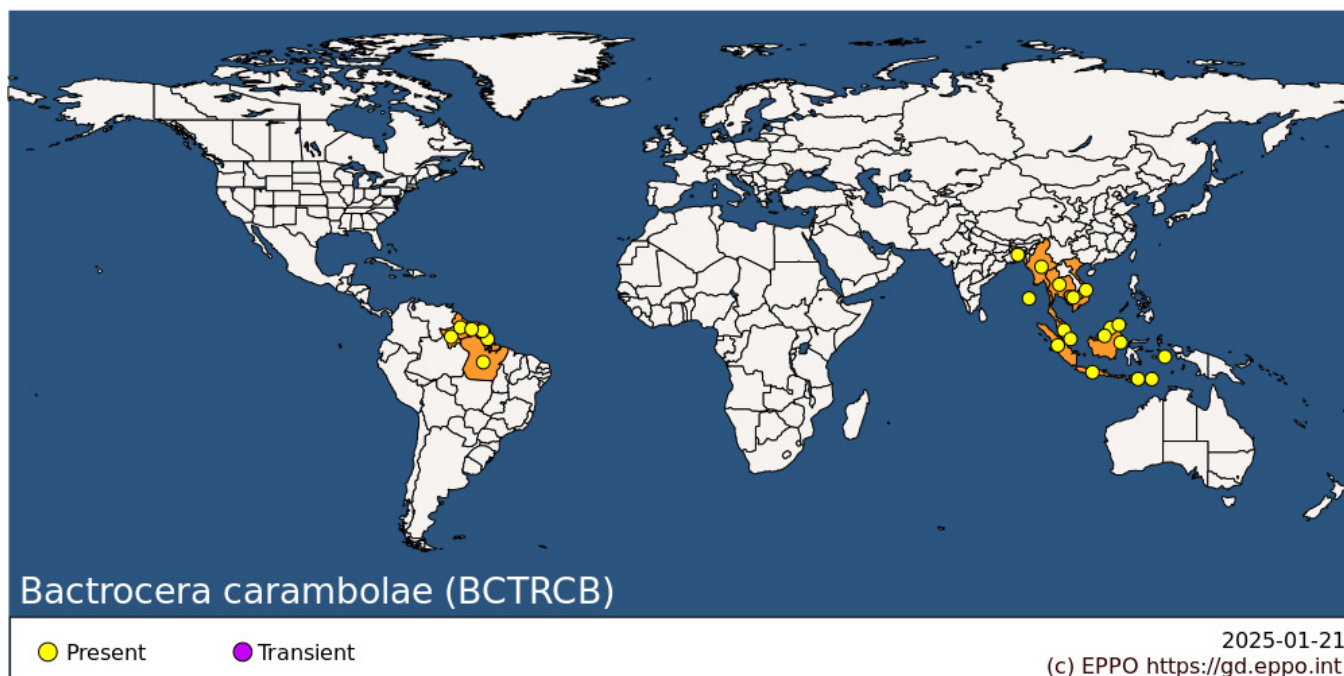 Bactrocera carambolae (BCTRCB)
Present
Transient
2025-01-21
(c) EPPO https://gd.eppo.int